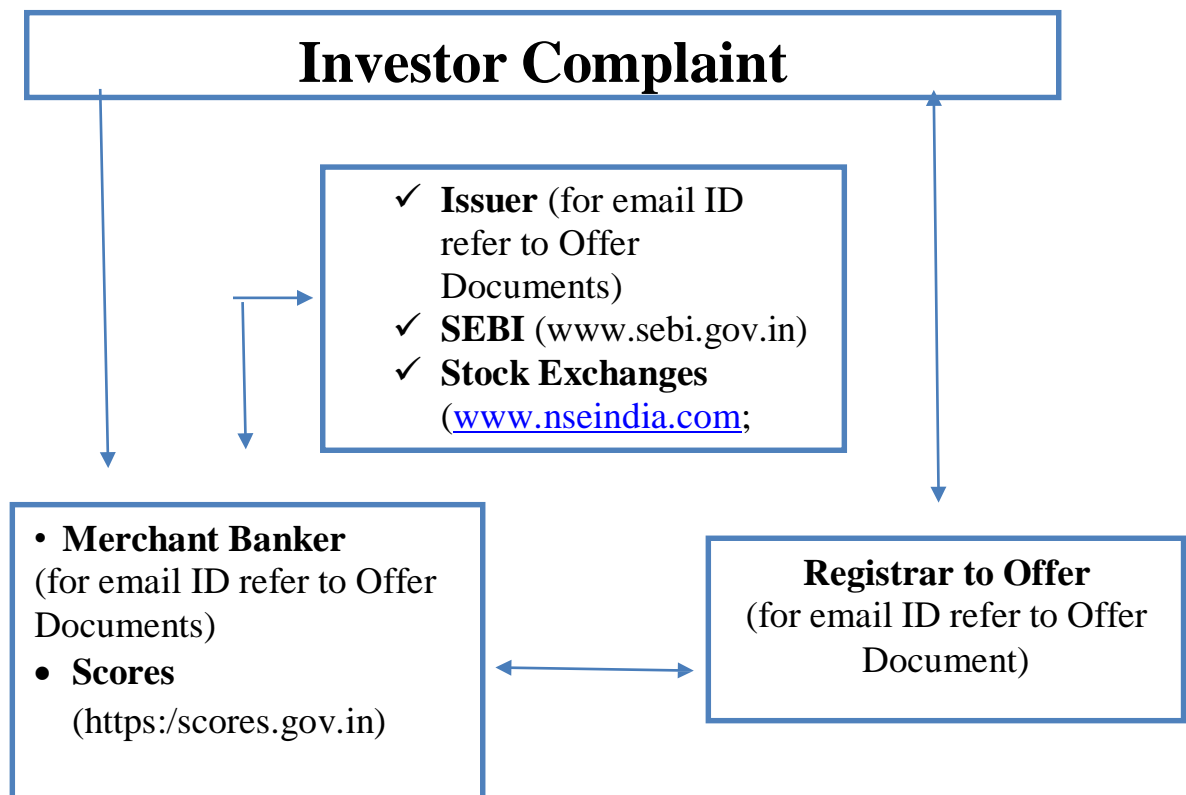 Investor Complaint
✓ Issuer (for email ID
refer to Offer
Documents)
✓ SEBI (www.sebi.gov.in)
✓ Stock Exchanges
(www.nseindia.com;
• Merchant Banker
(for email ID refer to Offer
Documents)
• Scores
(https:/scores.gov.in)
Registrar to Offer
(for email ID refer to Offer
Document)